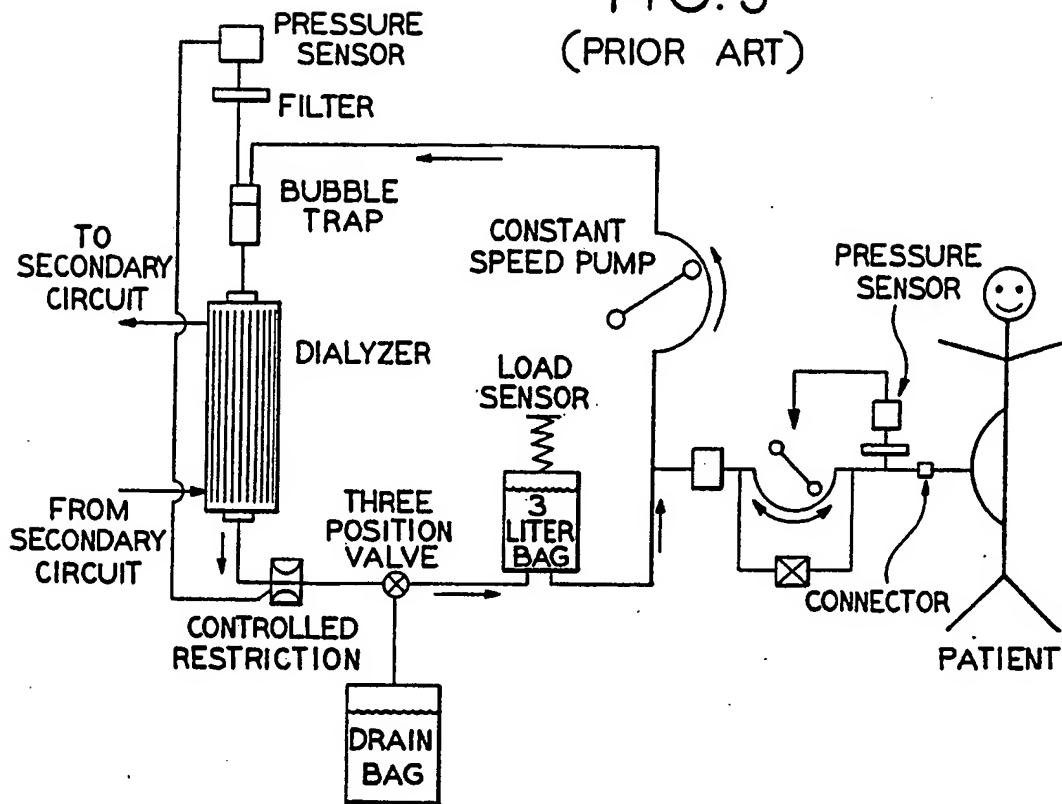 FIG.
(PRIOR ART)
PRESSURE
SENSOR
FILTER
BUBBLE
TRAP
TO
SECONDARY
CIRCUIT
CONSTANT
SPEED PUMP
PRESSURE
SENSOR
DIALYZER
LOAD
SENSOR
FROM
SECONDARY
CIRCUIT
THREE
POSITION
VALVE
3
LITER
BAG
CONTROLLED
RESTRICTION
CONNECTOR
PATIENT
DRAIN
BAG